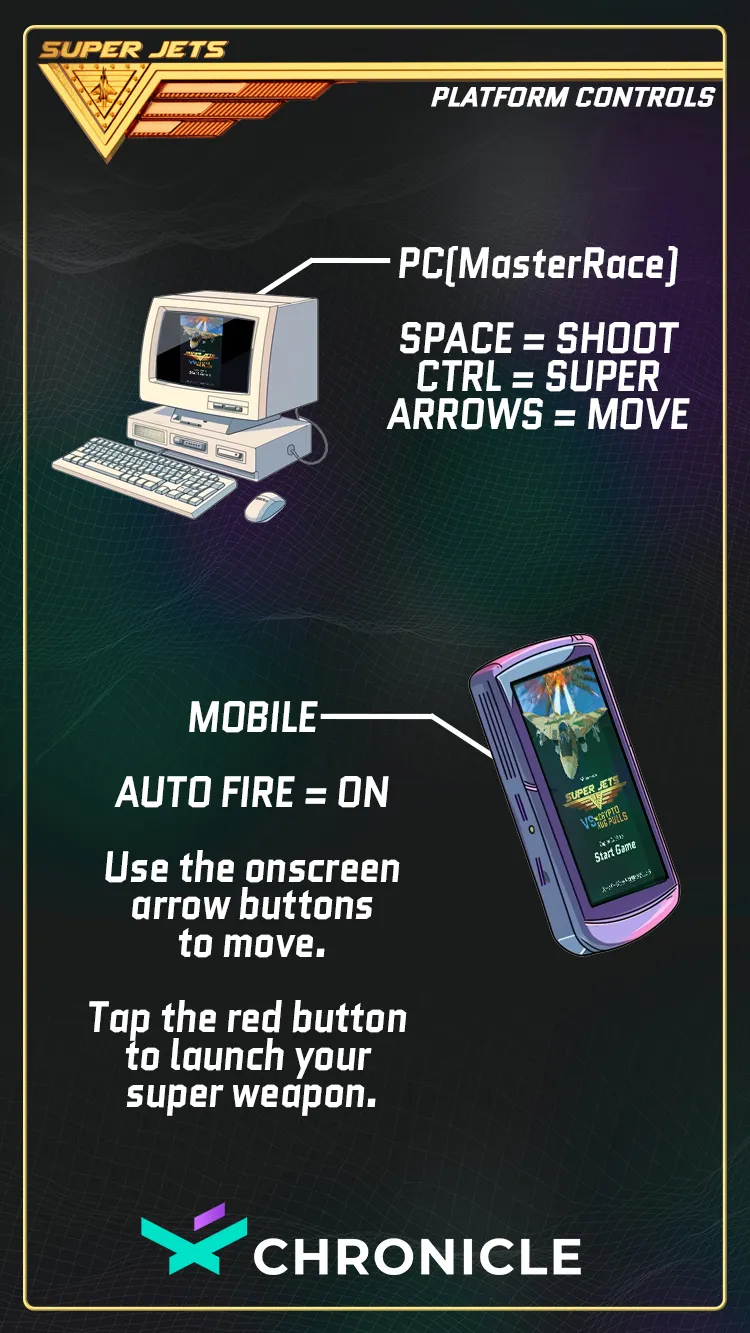 SUPER JETS
PLATFORM CONTROLS
PC(MasterRace)
SPACE = SHOOT
CTRL = SUPER
ARROWS = MOVE
MOBILE
AUTO FIRE = ON
Use the onscreen
arrow buttons
to move.
Tap the red button
to launch your
super weapon.
SUPER JETS
VS CRYPTO
RUG PULLS
Start Game
CHRONICLE